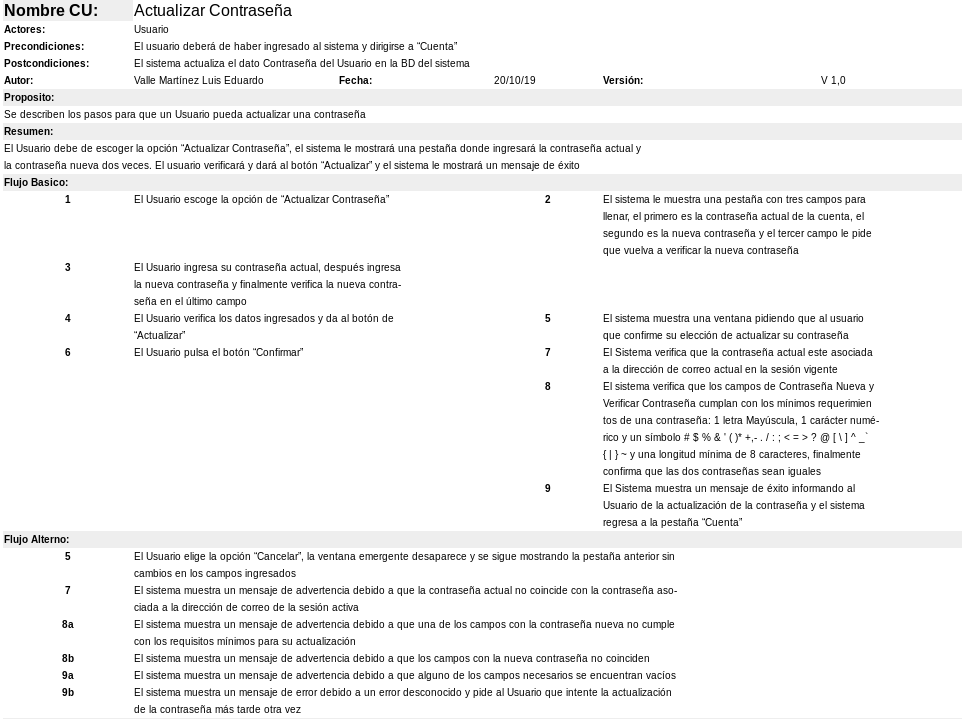 Nombre CU: Actualizar Contraseña
Actores: Usuario
Precondiciones: El usuario deberá de haber ingresado al sistema y dirigirse a “Cuenta”
Postcondiciones: El sistema actualiza el dato Contraseña del Usuario en la BD del sistema
Autor: Valle Martínez Luis Eduardo Fecha: 20/10/19 Versión: V 1,0
Proposito:
Se describen los pasos para que un Usuario pueda actualizar una contraseña
Resumen:
El Usuario debe de escoger la opción “Actualizar Contraseña”, el sistema le mostrará una pestaña donde ingresará la contraseña actual y
la contraseña nueva dos veces. El usuario verificará y dará al botón “Actualizar” y el sistema le mostrará un mensaje de éxito
Flujo Basico:
1 El Usuario escoge la opción de “Actualizar Contraseña”
2 El sistema le muestra una pestaña con tres campos para
llenar, el primero es la contraseña actual de la cuenta, el
segundo es la nueva contraseña y el tercer campo le pide
que vuelva a verificar la nueva contraseña
3 El Usuario ingresa su contraseña actual, después ingresa
la nueva contraseña y finalmente verifica la nueva contra-
seña en el último campo
4 El Usuario verifica los datos ingresados y da al botón de
“Actualizar”
5 El sistema muestra una ventana pidiendo que al usuario
que confirme su elección de actualizar su contraseña
6 El Usuario pulsa el botón “Confirmar”
7 El Sistema verifica que la contraseña actual este asociada
a la dirección de correo actual en la sesión vigente
8 El sistema verifica que los campos de Contraseña Nueva y
Verificar Contraseña cumplan con los mínimos requerimien
tos de una contraseña: 1 letra Mayúscula, 1 carácter numé-
rico y un símbolo # $ % & ' ( )* +,- . / : ; < = > ? @ [ \ ] ^ _`
{ | } ~ y una longitud mínima de 8 caracteres, finalmente
confirma que las dos contraseñas sean iguales
9 El Sistema muestra un mensaje de éxito informando al
Usuario de la actualización de la contraseña y el sistema
regresa a la pestaña “Cuenta”
Flujo Alterno:
5 El Usuario elige la opción “Cancelar”, la ventana emergente desaparece y se sigue mostrando la pestaña anterior sin
cambios en los campos ingresados
7 El sistema muestra un mensaje de advertencia debido a que la contraseña actual no coincide con la contraseña aso-
ciada a la dirección de correo de la sesión activa
8a El sistema muestra un mensaje de advertencia debido a que una de los campos con la contraseña nueva no cumple
con los requisitos mínimos para su actualización
8b El sistema muestra un mensaje de advertencia debido a que los campos con la nueva contraseña no coinciden
9a El sistema muestra un mensaje de advertencia debido a que alguno de los campos necesarios se encuentran vacíos
9b El sistema muestra un mensaje de error debido a un error desconocido y pide al Usuario que intente la actualización
de la contraseña más tarde otra vez